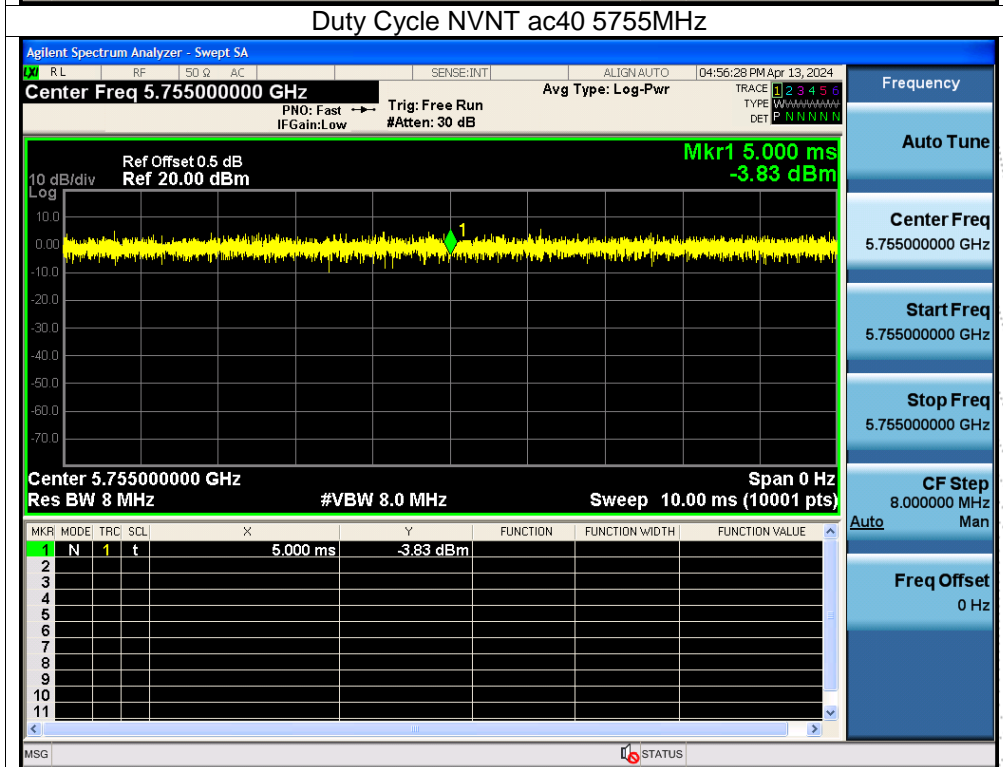 Duty Cycle NVNT ac40 5755MHz
Agilent Spectrum Analyzer - Swept SA
LXI RL RF 50 Ω AC SENSE:INT ALIGN AUTO 04:56:28 PM Apr 13, 2024
Center Freq 5.755000000 GHz
PNO: Fast
IFGain:Low
Trig: Free Run
#Atten: 30 dB
Avg Type: Log-Pwr
TRACE 1 2 3 4 5 6
TYPE WWWWWWW
DET P N N N N N
Mkr1 5.000 ms
-3.83 dBm
Ref Offset 0.5 dB
Ref 20.00 dBm
10 dB/div
Log
10.0
0.00
-10.0
-20.0
-30.0
-40.0
-50.0
-60.0
-70.0
1
Center 5.755000000 GHz
Span 0 Hz
Res BW 8 MHz
#VBW 8.0 MHz
Sweep 10.00 ms (10001 pts)
MKR MODE TRC SCL X Y FUNCTION FUNCTION WIDTH FUNCTION VALUE
1 N 1 t 5.000 ms -3.83 dBm
2
3
4
5
6
7
8
9
10
11
MSG
STATUS
Frequency
Auto Tune
Center Freq
5.755000000 GHz
Start Freq
5.755000000 GHz
Stop Freq
5.755000000 GHz
CF Step
8.000000 MHz
Auto Man
Freq Offset
0 Hz